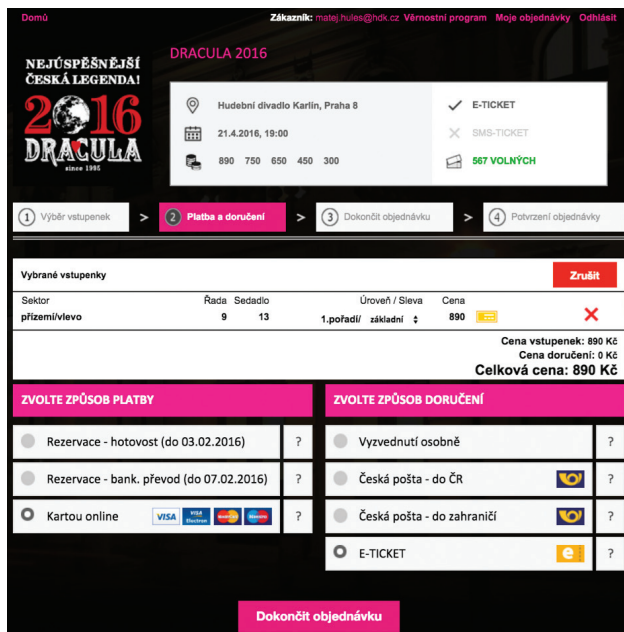 Domů
Zákazník: matej.hules@hdk.cz Věrnostní program Moje objednávky Odhlásit
NEJÚSPĚŠNĚJŠÍ
ČESKÁ LEGENDA!
2016
DRACULA
since 1995
DRACULA 2016
Hudební divadlo Karlín, Praha 8
21.4.2016, 19:00
890 750 650 450 300
E-TICKET
SMS-TICKET
567 VOLNÝCH
1 Výběr vstupenek > 2 Platba a doručení > 3 Dokončit objednávku > 4 Potvrzení objednávky
Vybrané vstupenky Zrušit
Sektor Řada Sedadlo Úroveň / Sleva Cena
přízemí/vlevo 9 13 1.pořadí/ základní 890
Cena vstupenek: 890 Kč
Cena doručení: 0 Kč
Celková cena: 890 Kč
ZVOLTE ZPŮSOB PLATBY
Rezervace - hotovost (do 03.02.2016) ?
Rezervace - bank. převod (do 07.02.2016) ?
Kartou online VISA VISA Electron MasterCard Maestro ?
ZVOLTE ZPŮSOB DORUČENÍ
Vyzvednutí osobně ?
Česká pošta - do ČR ?
Česká pošta - do zahraničí ?
E-TICKET e ?
Dokončit objednávku